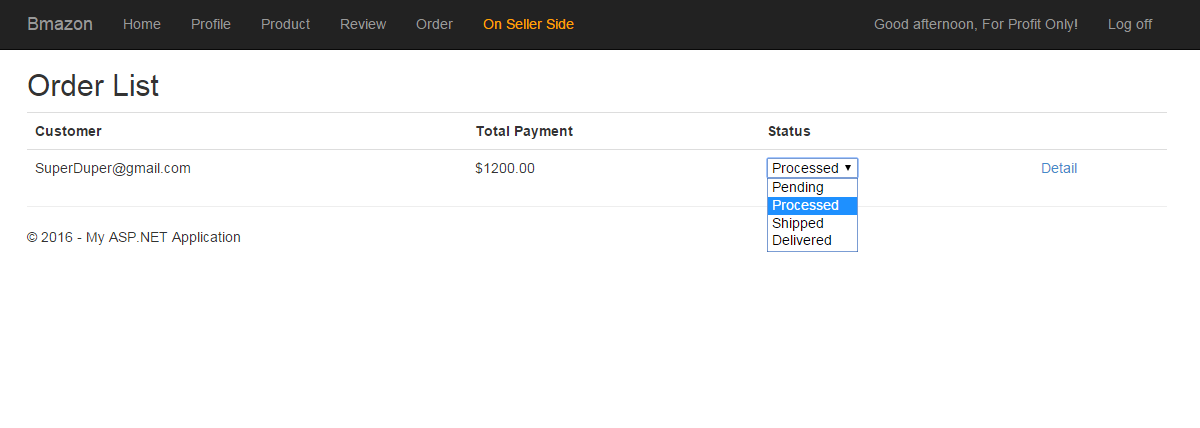 Bmazon Home Profile Product Review Order On Seller Side Good afternoon, For Profit Only! Log off
Order List
Customer Total Payment Status
SuperDuper@gmail.com $1200.00 Processed Detail
Pending
Processed
Shipped
Delivered
© 2016 - My ASP.NET Application